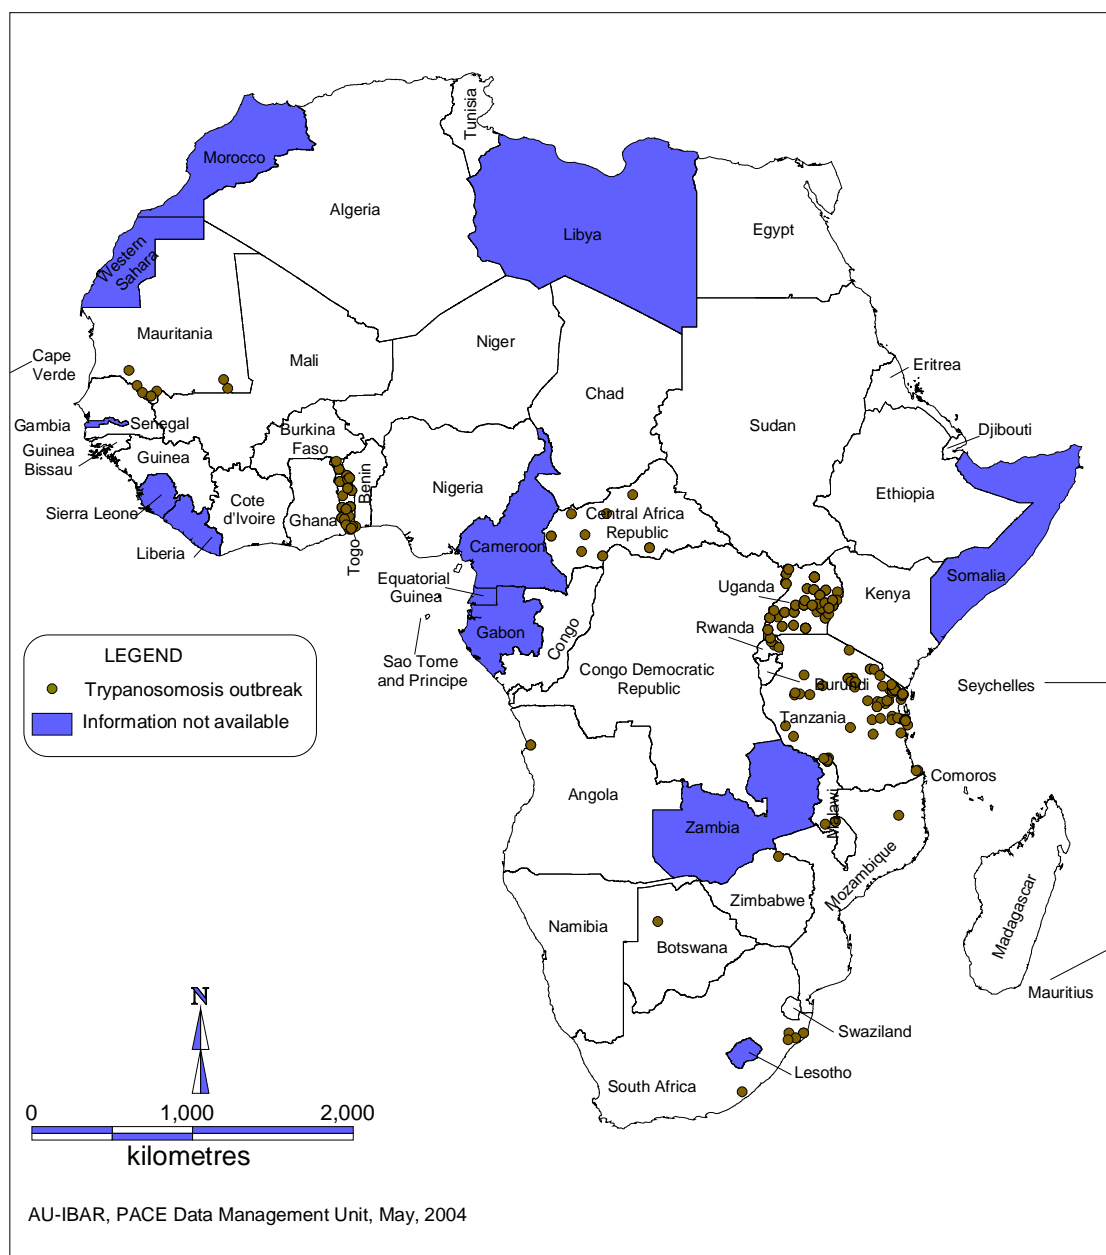 Tunisia
Morocco
Algeria
Libya
Egypt
Western
Sahara
Mauritania
Mali
Niger
Chad
Sudan
Eritrea
Cape
Verde
Gambia
Senegal
Guinea
Bissau
Guinea
Burkina
Faso
Benin
Nigeria
Djibouti
Ethiopia
Sierra Leone
Cote
d'Ivoire
Ghana
Togo
Liberia
Central Africa
Republic
Cameroon
Equatorial
Guinea
Gabon
Congo
Uganda
Kenya
Somalia
Rwanda
Sao Tome
and Principe
Congo Democratic
Republic
Burundi
Tanzania
Seychelles
LEGEND
Trypanosomosis outbreak
Information not available
Comoros
Angola
Zambia
Malawi
Mozambique
Zimbabwe
Namibia
Botswana
Madagascar
Mauritius
Swaziland
Lesotho
South Africa
N
0 1,000 2,000
kilometres
AU-IBAR, PACE Data Management Unit, May, 2004